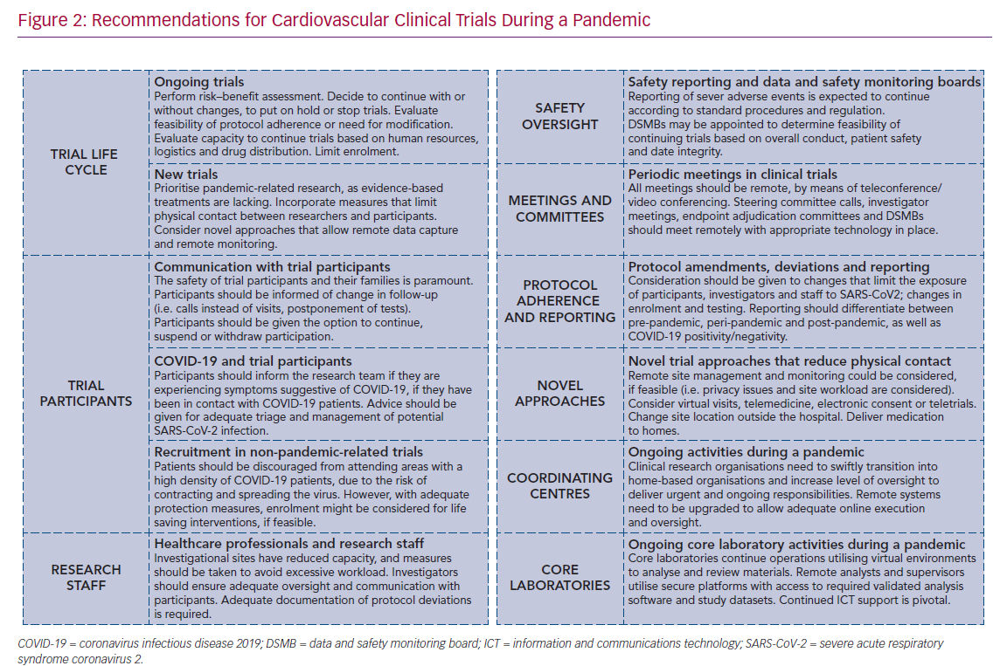 Figure 2: Recommendations for Cardiovascular Clinical Trials During a Pandemic
TRIAL LIFE
CYCLE
Ongoing trials
Perform risk–benefit assessment. Decide to continue with or
without changes, to put on hold or stop trials. Evaluate
feasibility of protocol adherence or need for modification.
Evaluate capacity to continue trials based on human resources,
logistics and drug distribution. Limit enrolment.
New trials
Prioritise pandemic-related research, as evidence-based
treatments are lacking. Incorporate measures that limit
physical contact between researchers and participants.
Consider novel approaches that allow remote data capture
and remote monitoring.
TRIAL
PARTICIPANTS
Communication with trial participants
The safety of trial participants and their families is paramount.
Participants should be informed of change in follow-up
(i.e. calls instead of visits, postponement of tests).
Participants should be given the option to continue,
suspend or withdraw participation.
COVID-19 and trial participants
Participants should inform the research team if they are
experiencing symptoms suggestive of COVID-19, if they have
been in contact with COVID-19 patients. Advice should be
given for adequate triage and management of potential
SARS-CoV-2 infection.
Recruitment in non-pandemic-related trials
Patients should be discouraged from attending areas with a
high density of COVID-19 patients, due to the risk of
contracting and spreading the virus. However, with adequate
protection measures, enrolment might be considered for life
saving interventions, if feasible.
RESEARCH
STAFF
Healthcare professionals and research staff
Investigational sites have reduced capacity, and measures
should be taken to avoid excessive workload. Investigators
should ensure adequate oversight and communication with
participants. Adequate documentation of protocol deviations
is required.
SAFETY
OVERSIGHT
Safety reporting and data and safety monitoring boards
Reporting of sever adverse events is expected to continue
according to standard procedures and regulation.
DSMBs may be appointed to determine feasibility of
continuing trials based on overall conduct, patient safety
and date integrity.
MEETINGS AND
COMMITTEES
Periodic meetings in clinical trials
All meetings should be remote, by means of teleconference/
video conferencing. Steering committee calls, investigator
meetings, endpoint adjudication committees and DSMBs
should meet remotely with appropriate technology in place.
PROTOCOL
ADHERENCE
AND REPORTING
Protocol amendments, deviations and reporting
Consideration should be given to changes that limit the exposure
of participants, investigators and staff to SARS-CoV2; changes in
enrolment and testing. Reporting should differentiate between
pre-pandemic, peri-pandemic and post-pandemic, as well as
COVID-19 positivity/negativity.
NOVEL
APPROACHES
Novel trial approaches that reduce physical contact
Remote site management and monitoring could be considered,
if feasible (i.e. privacy issues and site workload are considered).
Consider virtual visits, telemedicine, electronic consent or teletrials.
Change site location outside the hospital. Deliver medication
to homes.
COORDINATING
CENTRES
Ongoing activities during a pandemic
Clinical research organisations need to swiftly transition into
home-based organisations and increase level of oversight to
deliver urgent and ongoing responsibilities. Remote systems
need to be upgraded to allow adequate online execution
and oversight.
CORE
LABORATORIES
Ongoing core laboratory activities during a pandemic
Core laboratories continue operations utilising virtual environments
to analyse and review materials. Remote analysts and supervisors
utilise secure platforms with access to required validated analysis
software and study datasets. Continued ICT support is pivotal.
COVID-19 = coronavirus infectious disease 2019; DSMB = data and safety monitoring board; ICT = information and communications technology; SARS-CoV-2 = severe acute respiratory
syndrome coronavirus 2.